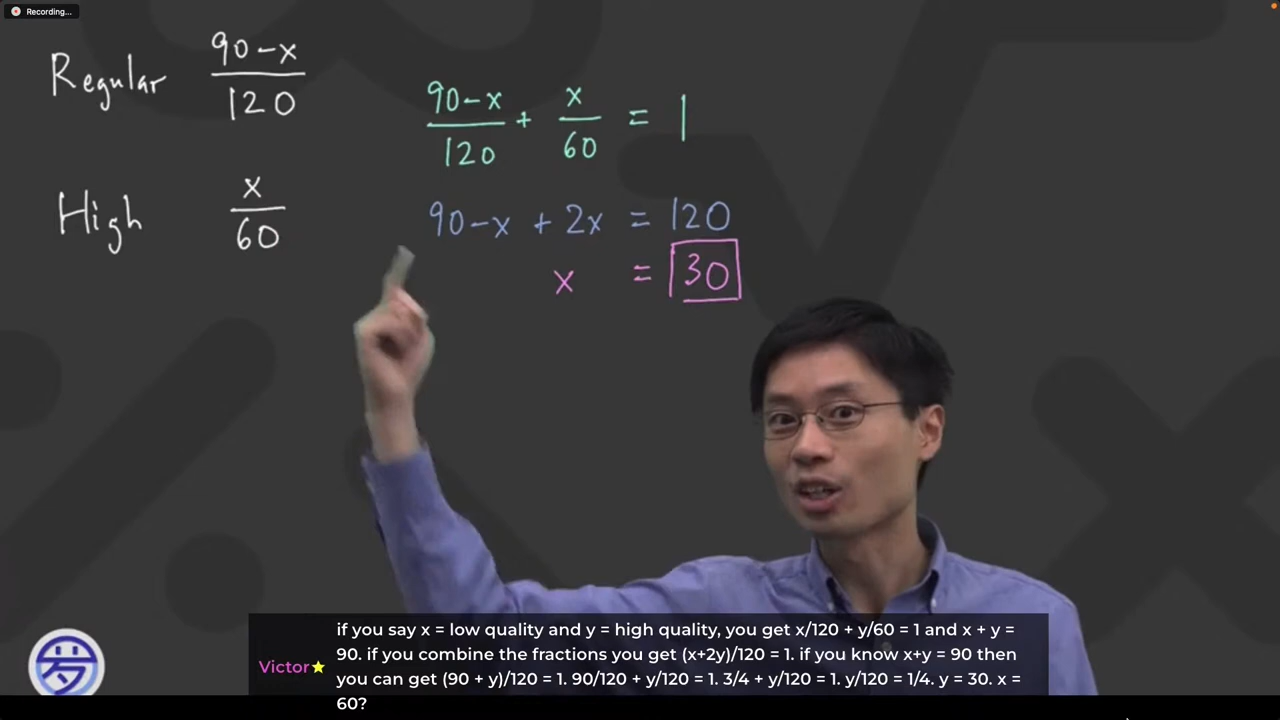 Recording...
Regular (90-x)/120
High x/60
(90-x)/120 + x/60 = 1
90-x + 2x = 120
x = 30
Victor
if you say x = low quality and y = high quality, you get x/120 + y/60 = 1 and x + y =
90. if you combine the fractions you get (x+2y)/120 = 1. if you know x+y = 90 then
you can get (90 + y)/120 = 1. 90/120 + y/120 = 1. 3/4 + y/120 = 1. y/120 = 1/4. y = 30. x =
60?